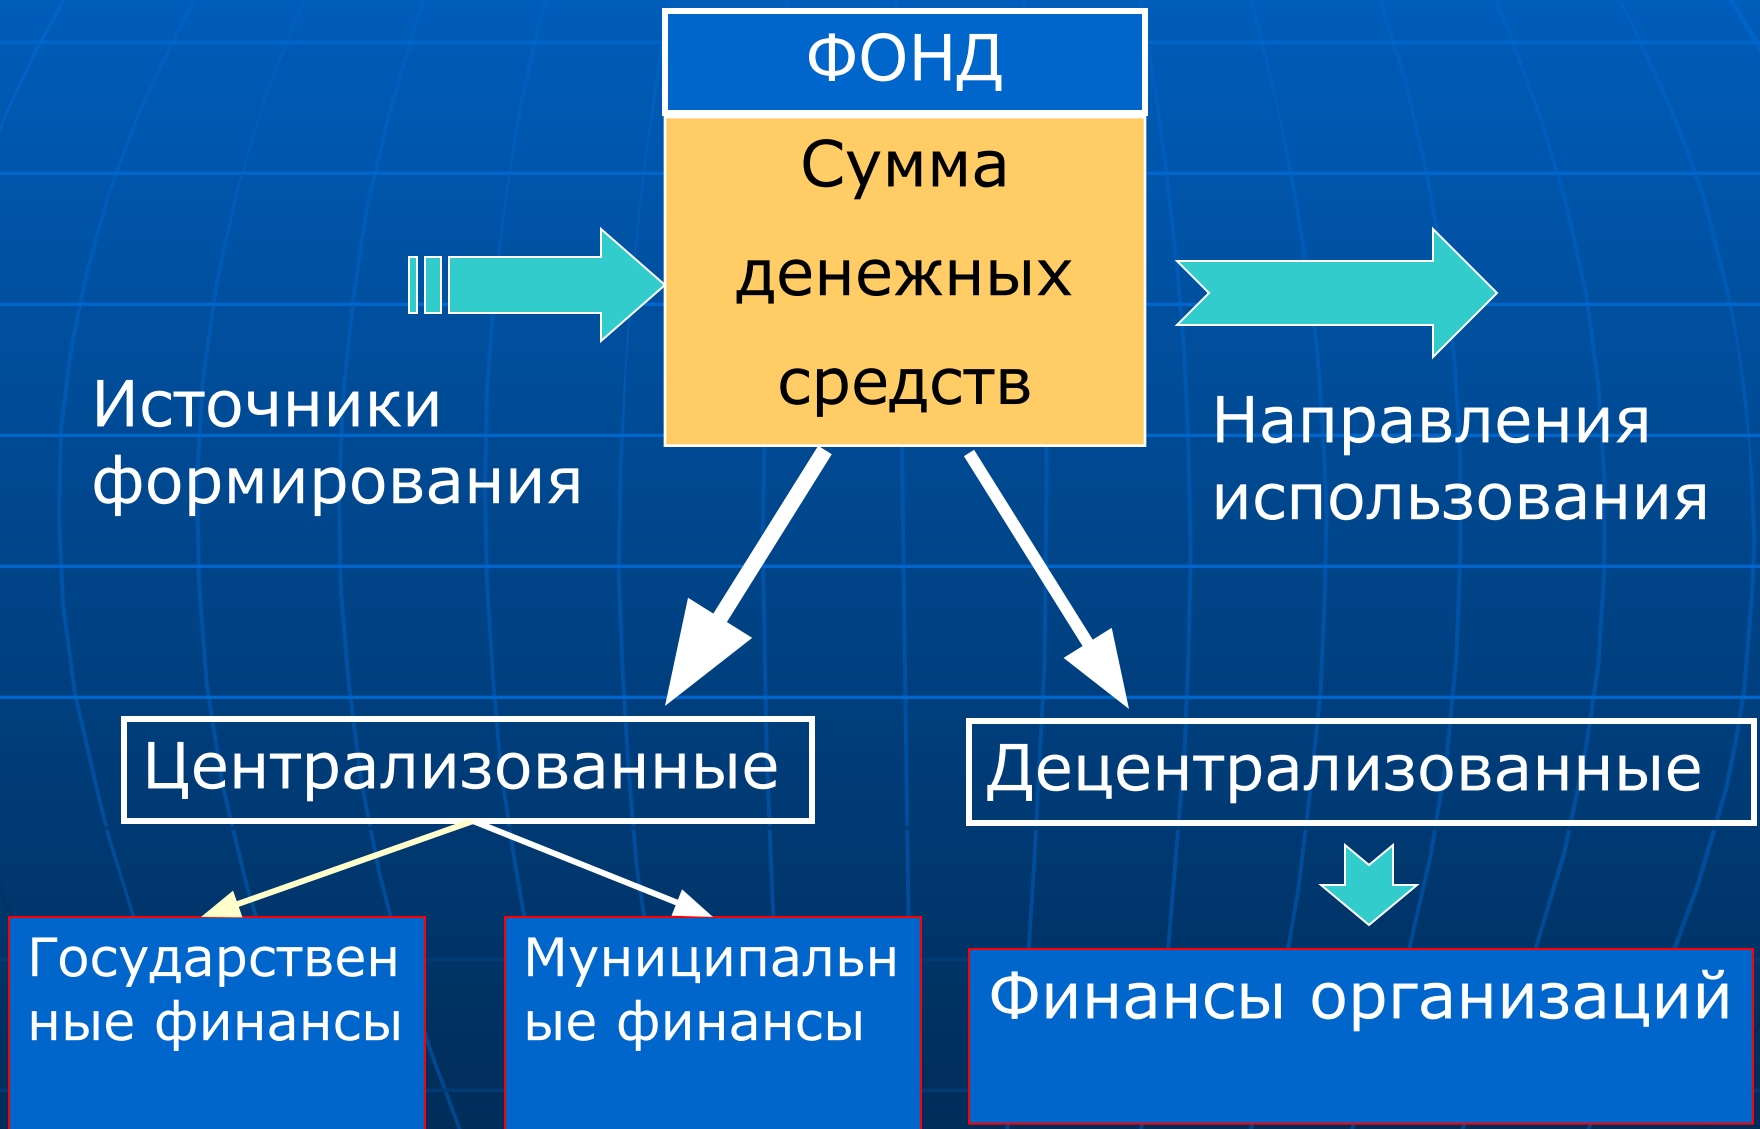 ФОНД
Сумма
денежных
средств
Источники
формирования
Направления
использования
Централизованные
Децентрализованные
Государствен
ные финансы
Муниципальн
ые финансы
Финансы организаций